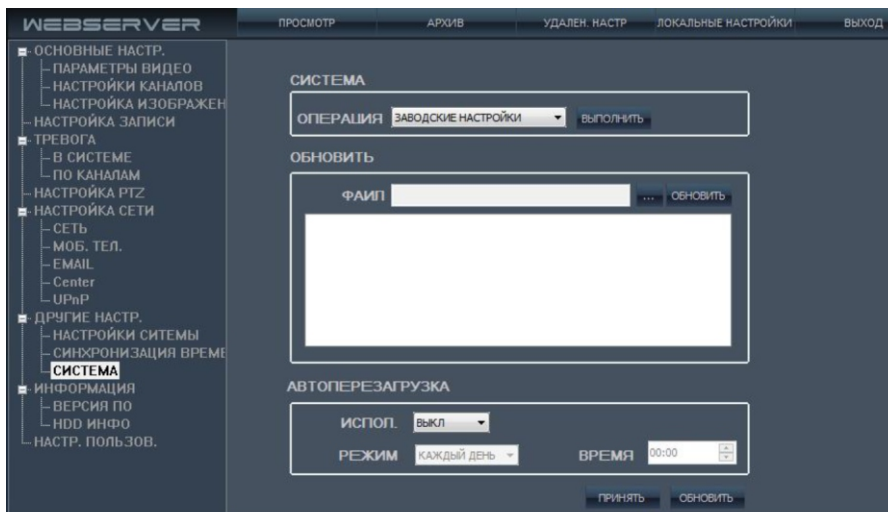 WEBSERVER
ПРОСМОТР АРХИВ УДАЛЕН. НАСТР ЛОКАЛЬНЫЕ НАСТРОЙКИ ВЫХОД
ОСНОВНЫЕ НАСТР.
ПАРАМЕТРЫ ВИДЕО
НАСТРОЙКИ КАНАЛОВ
НАСТРОЙКА ИЗОБРАЖЕН
НАСТРОЙКА ЗАПИСИ
ТРЕВОГА
В СИСТЕМЕ
ПО КАНАЛАМ
НАСТРОЙКА PTZ
НАСТРОЙКА СЕТИ
СЕТЬ
МОБ. ТЕЛ.
EMAIL
Center
UPnP
ДРУГИЕ НАСТР.
НАСТРОЙКИ СИТЕМЫ
СИНХРОНИЗАЦИЯ ВРЕМЕ
СИСТЕМА
ИНФОРМАЦИЯ
ВЕРСИЯ ПО
HDD ИНФО
НАСТР. ПОЛЬЗОВ.
СИСТЕМА
ОПЕРАЦИЯ ЗАВОДСКИЕ НАСТРОЙКИ ВЫПОЛНИТЬ
ОБНОВИТЬ
ФАИЛ ... ОБНОВИТЬ
АВТОПЕРЕЗАГРУЗКА
ИСПОЛ. ВЫКЛ
РЕЖИМ КАЖДЫЙ ДЕНЬ ВРЕМЯ 00:00
ПРИНЯТЬ ОБНОВИТЬ